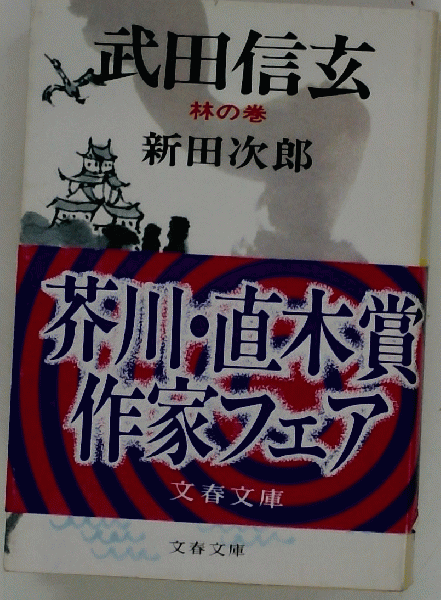 武田信玄
林の巻
新田次郎
芥川・直木賞
作家フェア
文春文庫
文春文庫